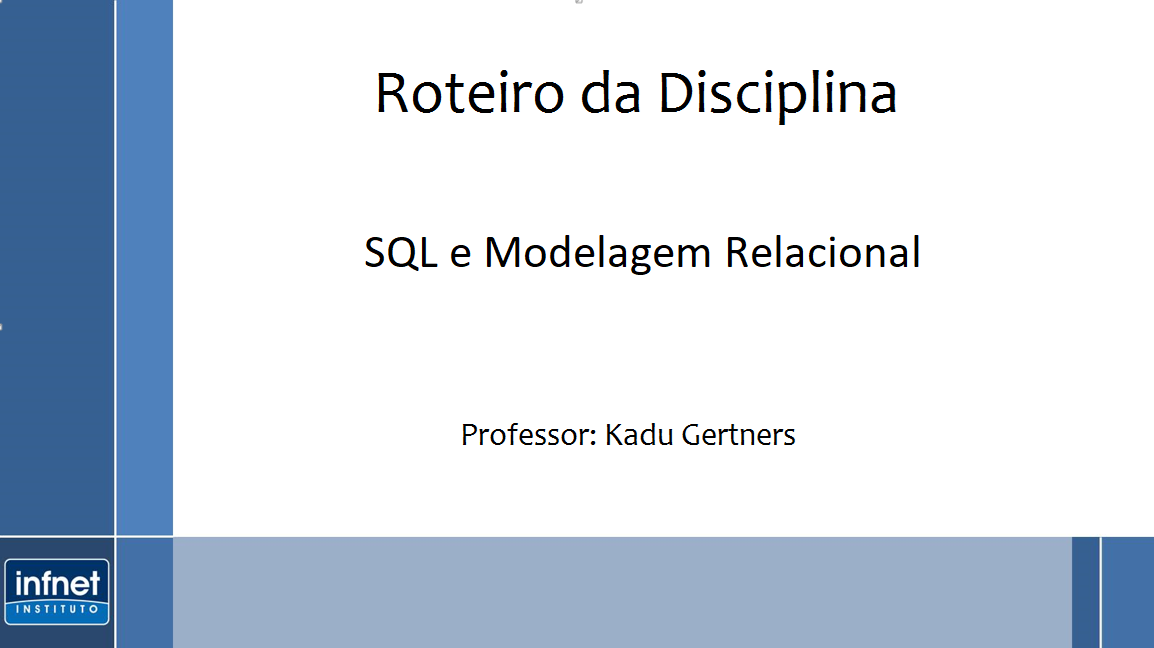 Roteiro da Disciplina
SQL e Modelagem Relacional
Professor: Kadu Gertners
infnet
INSTITUTO